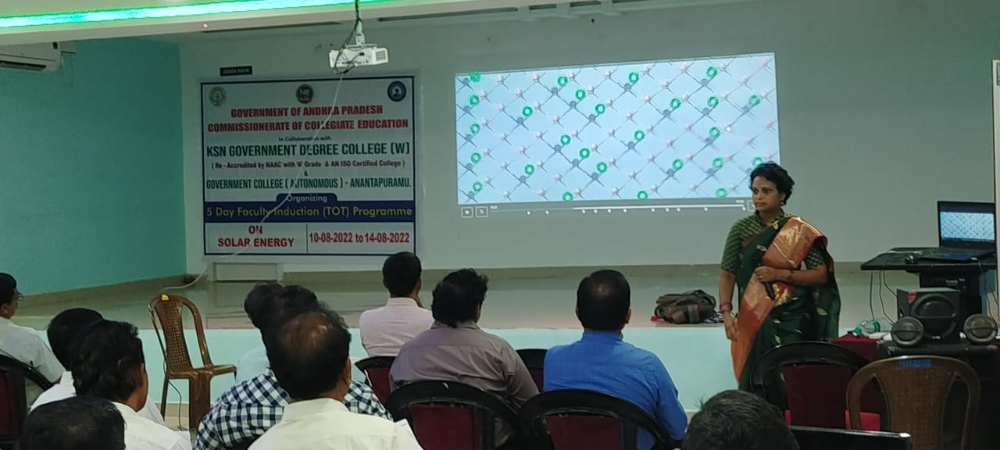 GREEN ROOM
GOVERNMENT OF ANDHRA PRADESH
COMMISSIONERATE OF COLLEGIATE EDUCATION
In Collaboration with
KSN GOVERNMENT DEGREE COLLEGE (W)
( Re - Accredited by NAAC with 'A' Grade & AN ISO Certified College )
&
GOVERNMENT COLLEGE ( AUTONOMOUS ) - ANANTAPURAMU.
Organizing
5 Day Faculty Induction (TOT) Programme
ON
SOLAR ENERGY
10-08-2022 to 14-08-2022